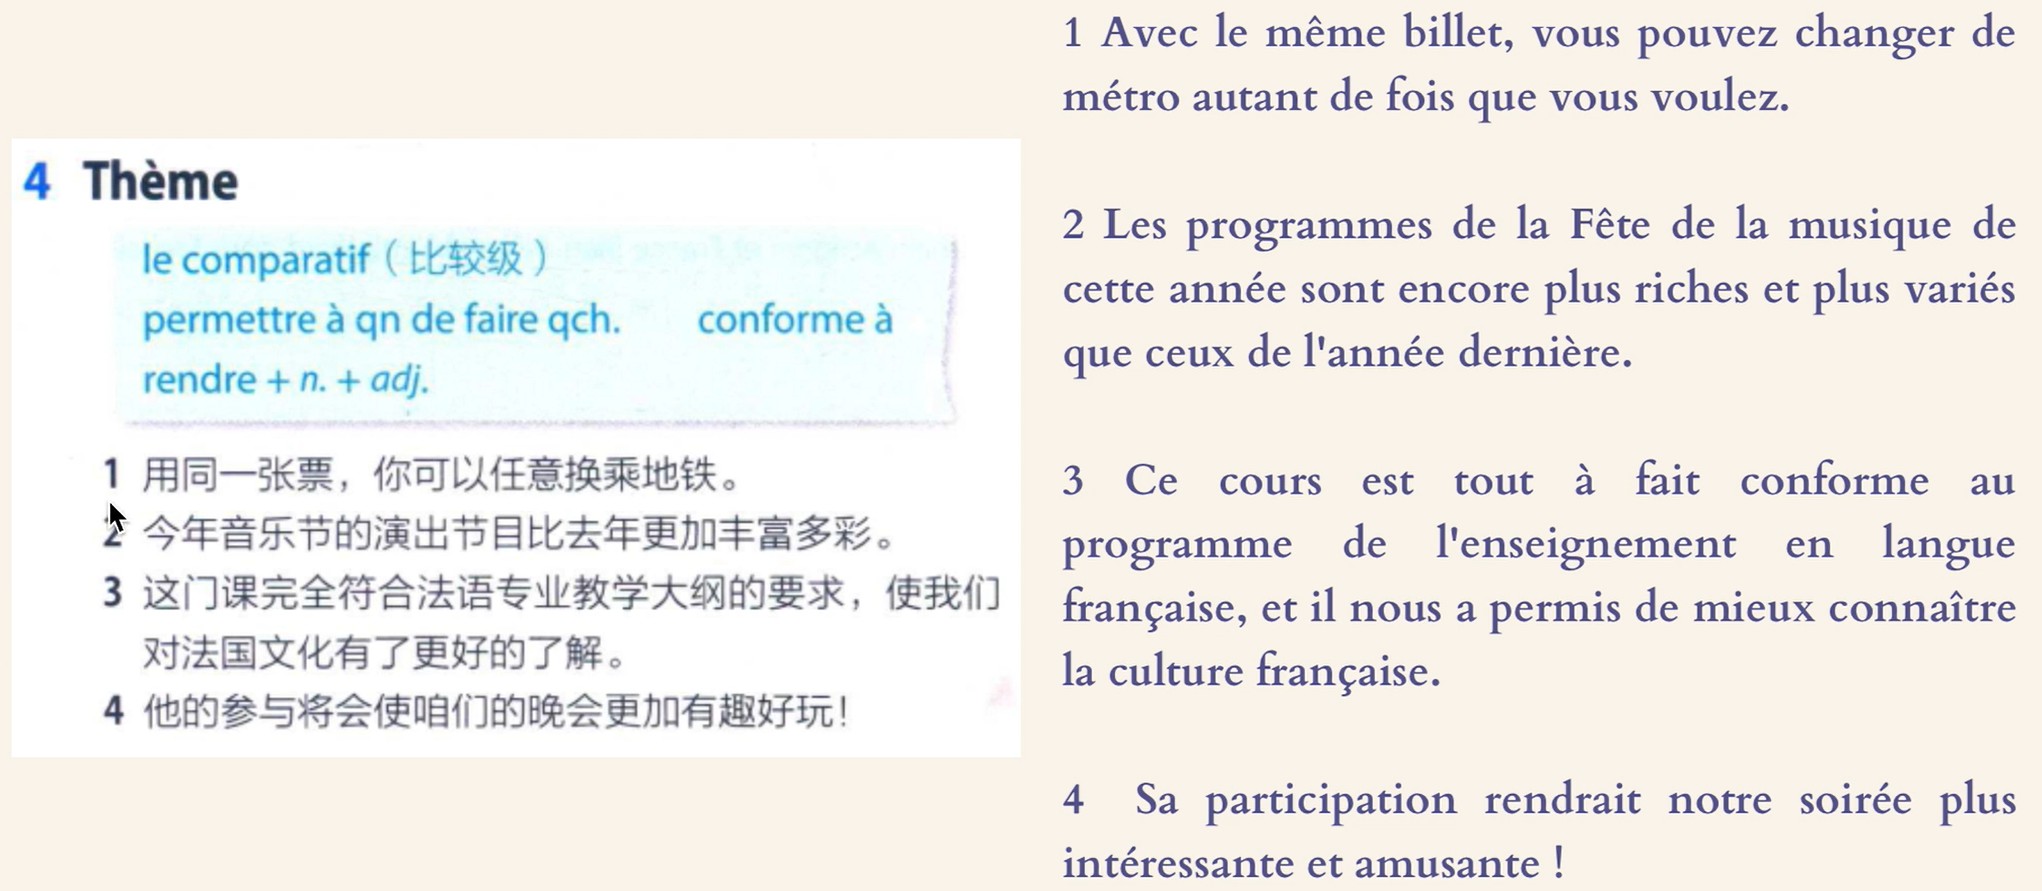 4 Thème
le comparatif（比较级）
permettre à qn de faire qch. conforme à
rendre + n. + adj.
1 用同一张票，你可以任意换乘地铁。
2 今年音乐节的演出节目比去年更加丰富多彩。
3 这门课完全符合法语专业教学大纲的要求，使我们
对法国文化有了更好的了解。
4 他的参与将会使咱们的晚会更加有趣好玩！
1 Avec le même billet, vous pouvez changer de
métro autant de fois que vous voulez.
2 Les programmes de la Fête de la musique de
cette année sont encore plus riches et plus variés
que ceux de l'année dernière.
3 Ce cours est tout à fait conforme au
programme de l'enseignement en langue
française, et il nous a permis de mieux connaître
la culture française.
4 Sa participation rendrait notre soirée plus
intéressante et amusante !